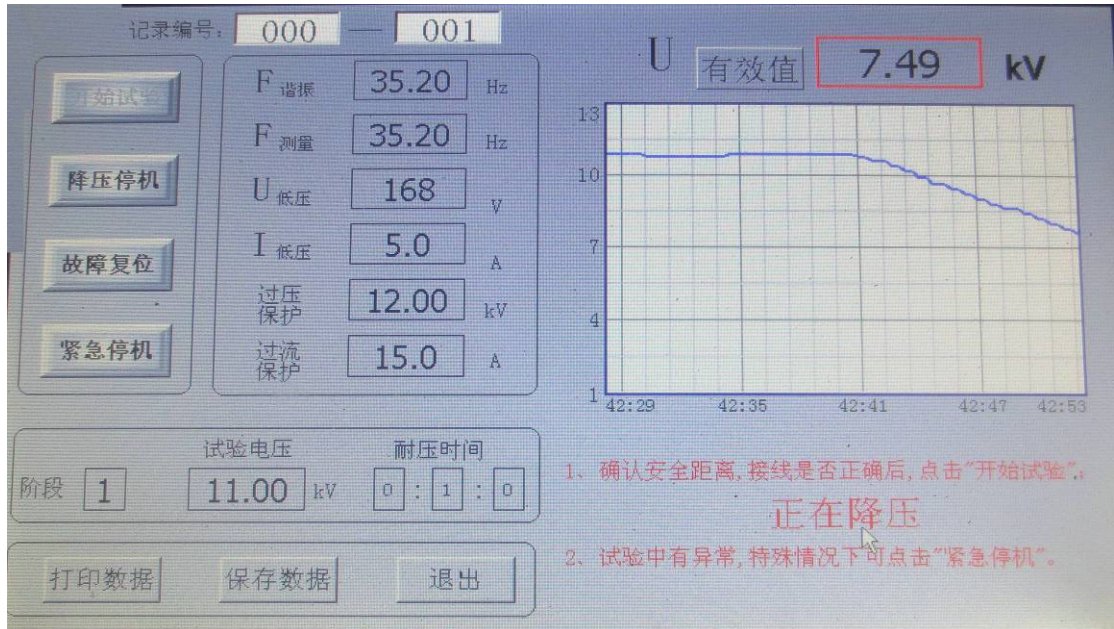 记录编号: 000 — 001
开始试验
降压停机
故障复位
紧急停机
F 谐振 35.20 Hz
F 测量 35.20 Hz
U 低压 168 V
I 低压 5.0 A
过压保护 12.00 kV
过流保护 15.0 A
U 有效值 7.49 kV
13
10
7
4
1
42:29 42:35 42:41 42:47 42:53
试验电压 耐压时间
阶段 1 11.00 kV 0 : 1 : 0
打印数据 保存数据 退出
1、确认安全距离,接线是否正确后,点击"开始试验";
正在降压
2、试验中有异常,特殊情况下可点击"紧急停机"。